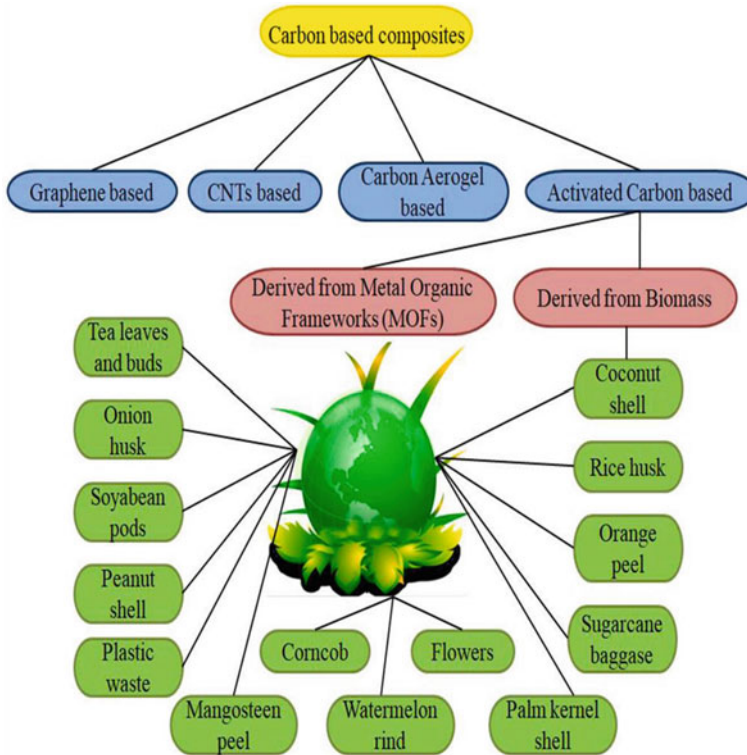 Carbon based composites
Graphene based
CNTs based
Carbon Aerogel
based
Activated Carbon based
Derived from Metal Organic
Frameworks (MOFs)
Derived from Biomass
Tea leaves
and buds
Onion
husk
Soyabean
pods
Peanut
shell
Plastic
waste
Mangosteen
peel
Corncob
Watermelon
rind
Flowers
Coconut
shell
Rice husk
Orange
peel
Sugarcane
baggase
Palm kernel
shell